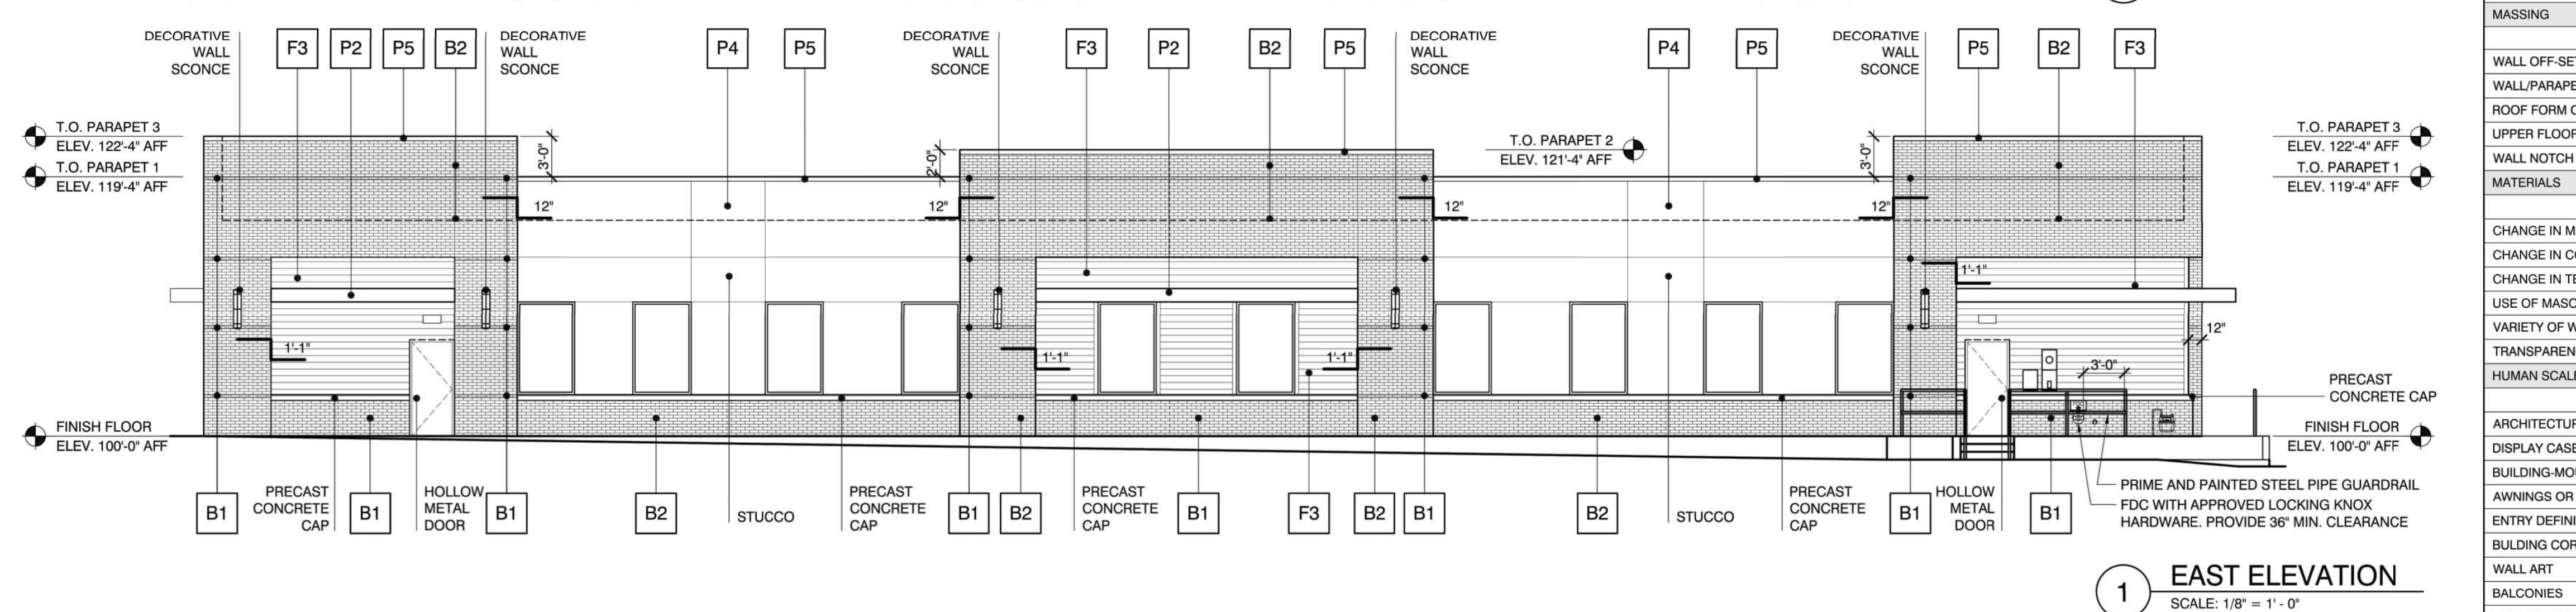 DECORATIVE
WALL
SCONCE
F3
P2
P5
B2
DECORATIVE
WALL
SCONCE
P4
P5
DECORATIVE
WALL
SCONCE
F3
P2
B2
P5
DECORATIVE
WALL
SCONCE
P4
P5
DECORATIVE
WALL
SCONCE
P5
B2
F3
T.O. PARAPET 3
ELEV. 122'-4" AFF
T.O. PARAPET 1
ELEV. 119'-4" AFF
3'-0"
2'-0"
T.O. PARAPET 2
ELEV. 121'-4" AFF
3'-0"
T.O. PARAPET 3
ELEV. 122'-4" AFF
T.O. PARAPET 1
ELEV. 119'-4" AFF
12"
12"
12"
12"
1'-1"
1'-1"
1'-1"
1'-1"
12"
3'-0"
PRECAST
CONCRETE CAP
FINISH FLOOR
ELEV. 100'-0" AFF
FINISH FLOOR
ELEV. 100'-0" AFF
B1
PRECAST
CONCRETE
CAP
B1
HOLLOW
METAL
DOOR
B1
B2
STUCCO
PRECAST
CONCRETE
CAP
B1
B2
PRECAST
CONCRETE
CAP
B1
F3
B2
B1
B2
STUCCO
PRECAST
CONCRETE
CAP
B1
HOLLOW
METAL
DOOR
B1
PRIME AND PAINTED STEEL PIPE GUARDRAIL
FDC WITH APPROVED LOCKING KNOX
HARDWARE. PROVIDE 36" MIN. CLEARANCE
1
EAST ELEVATION
SCALE: 1/8" = 1' - 0"
MASSING
WALL OFF-SE
WALL/PARAPE
ROOF FORM
UPPER FLOOR
WALL NOTCH
MATERIALS
CHANGE IN M
CHANGE IN C
CHANGE IN TE
USE OF MASO
VARIETY OF W
TRANSPAREN
HUMAN SCALE
ARCHITECTUR
DISPLAY CASE
BUILDING-MO
AWNINGS OR
ENTRY DEFINI
BULDING COR
WALL ART
BALCONIES